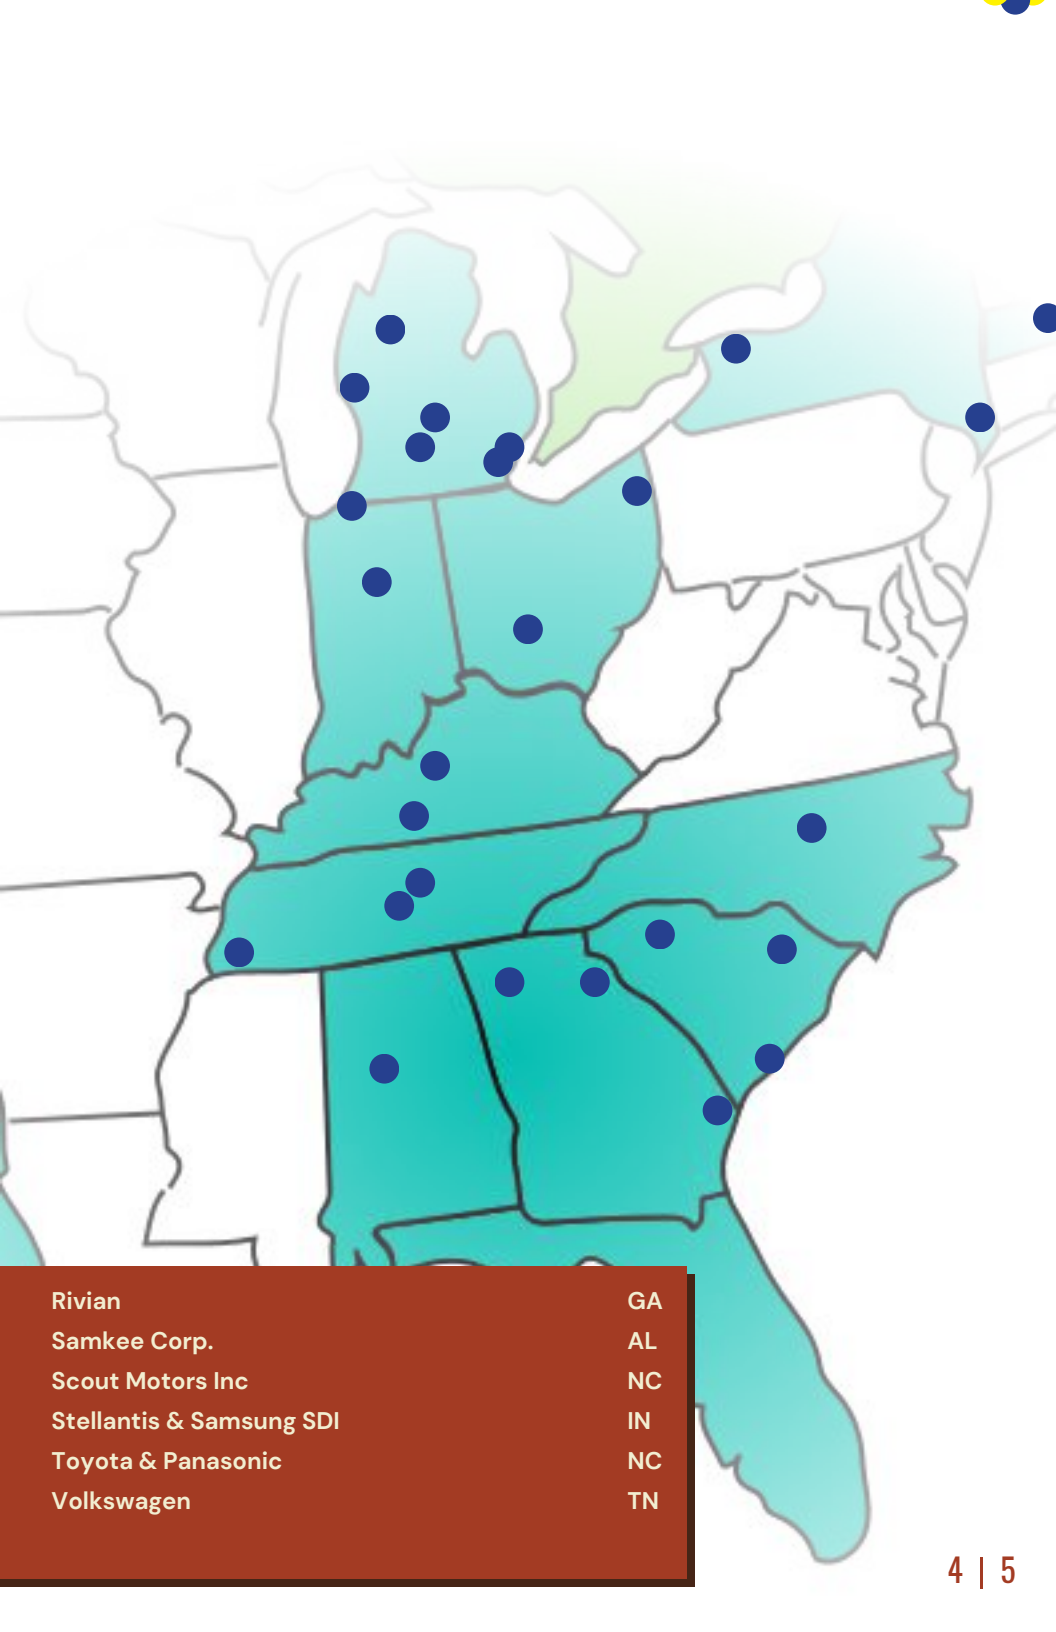 Rivian GA
Samkee Corp. AL
Scout Motors Inc NC
Stellantis & Samsung SDI IN
Toyota & Panasonic NC
Volkswagen TN
4 | 5